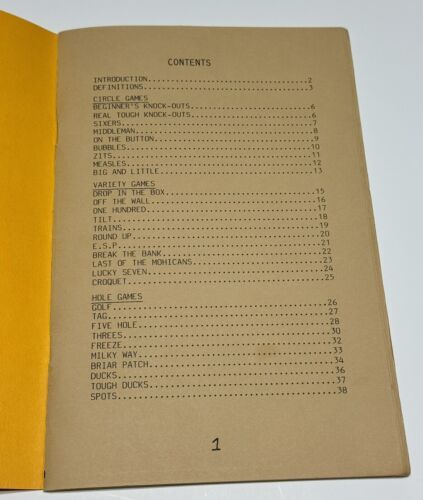 CONTENTS
INTRODUCTION....................................2
DEFINITIONS.....................................3
CIRCLE GAMES
BEGINNER'S KNOCK-OUTS...........................6
REAL TOUGH KNOCK-OUTS...........................6
SIXERS..........................................7
MIDDLEMAN.......................................8
ON THE BUTTON...................................9
BUBBLES........................................10
ZITS...........................................11
MEASLES........................................12
BIG AND LITTLE.................................13
VARIETY GAMES
DROP IN THE BOX................................15
OFF THE WALL...................................16
ONE HUNDRED....................................17
TILT...........................................18
TRAINS.........................................19
ROUND UP.......................................20
E.S.P..........................................21
BREAK THE BANK.................................22
LAST OF THE MOHICANS...........................23
LUCKY SEVEN....................................24
CROQUET........................................25
HOLE GAMES
GOLF...........................................26
TAG............................................27
FIVE HOLE......................................28
THREES.........................................30
FREEZE.........................................32
MILKY WAY......................................33
BRIAR PATCH....................................34
DUCKS..........................................36
TOUGH DUCKS....................................37
SPOTS..........................................38
1